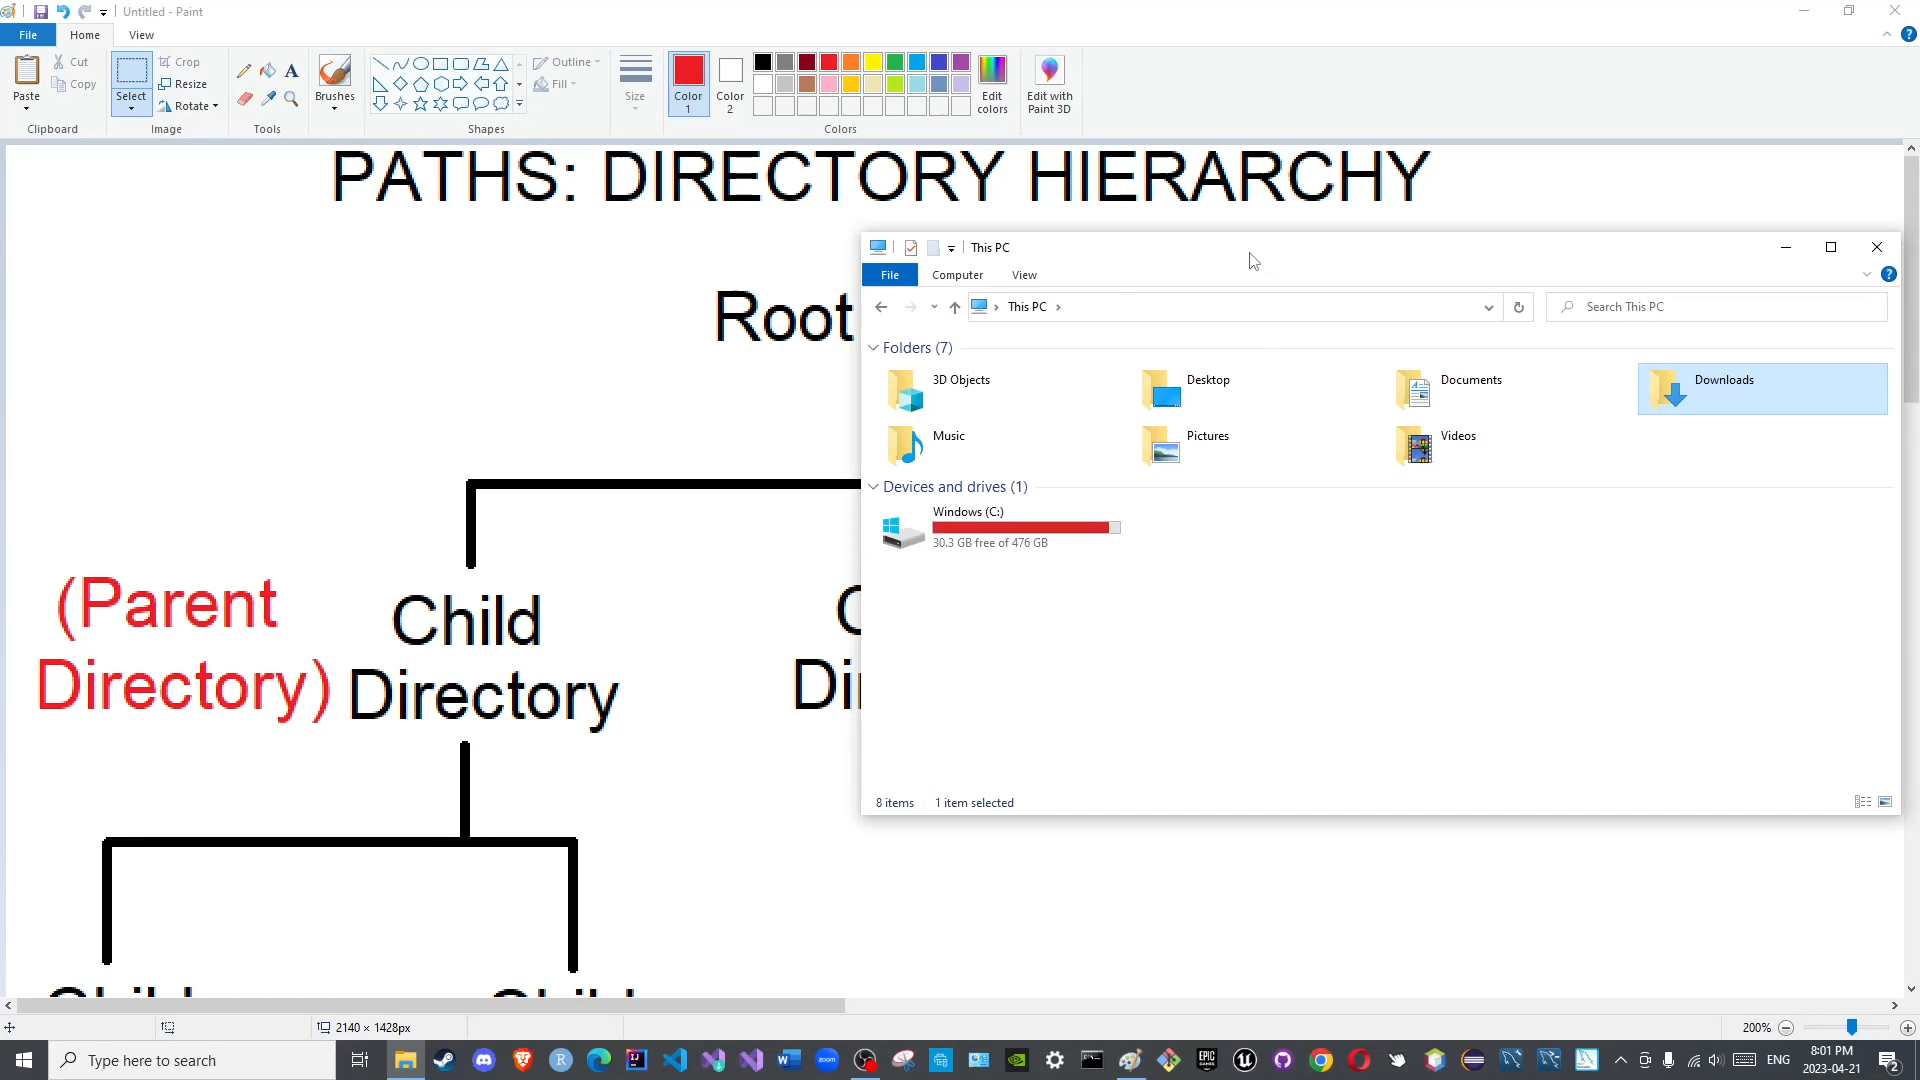 Untitled - Paint
File Home View
Paste
Cut
Copy
Clipboard
Select
Crop
Resize
Rotate
Image
Tools
Brushes
Shapes
Outline
Fill
Size
Color
1
Color
2
Colors
Edit
colors
Edit with
Paint 3D
PATHS: DIRECTORY HIERARCHY
Root
(Parent
Directory)
Child
Directory
This PC
File Computer View
This PC
Search This PC
Folders (7)
3D Objects Desktop Documents Downloads
Music Pictures Videos
Devices and drives (1)
Windows (C:)
30.3 GB free of 476 GB
8 items 1 item selected
2140 × 1428px
200%
Type here to search
ENG
8:01 PM
2023-04-21
2